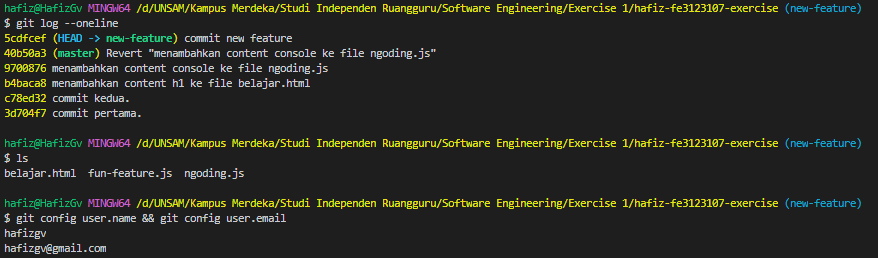 hafiz@HafizGv MINGW64 /d/UNSAM/Kampus Merdeka/Studi Independen Ruangguru/Software Engineering/Exercise 1/hafiz-fe3123107-exercise (new-feature)
$ git log --oneline
5cdfcef (HEAD -> new-feature) commit new feature
40b50a3 (master) Revert "menambahkan content console ke file ngoding.js"
9700876 menambahkan content console ke file ngoding.js
b4baca8 menambahkan content h1 ke file belajar.html
c78ed32 commit kedua.
3d704f7 commit pertama.
hafiz@HafizGv MINGW64 /d/UNSAM/Kampus Merdeka/Studi Independen Ruangguru/Software Engineering/Exercise 1/hafiz-fe3123107-exercise (new-feature)
$ ls
belajar.html  fun-feature.js  ngoding.js
hafiz@HafizGv MINGW64 /d/UNSAM/Kampus Merdeka/Studi Independen Ruangguru/Software Engineering/Exercise 1/hafiz-fe3123107-exercise (new-feature)
$ git config user.name && git config user.email
hafizgv
hafizgv@gmail.com